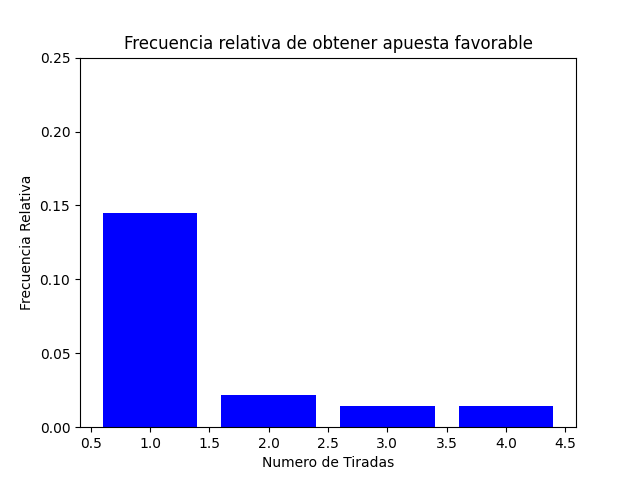 Frecuencia relativa de obtener apuesta favorable
0.25
0.20
0.15
0.10
0.05
0.00
Frecuencia Relativa
0.5 1.0 1.5 2.0 2.5 3.0 3.5 4.0 4.5
Numero de Tiradas